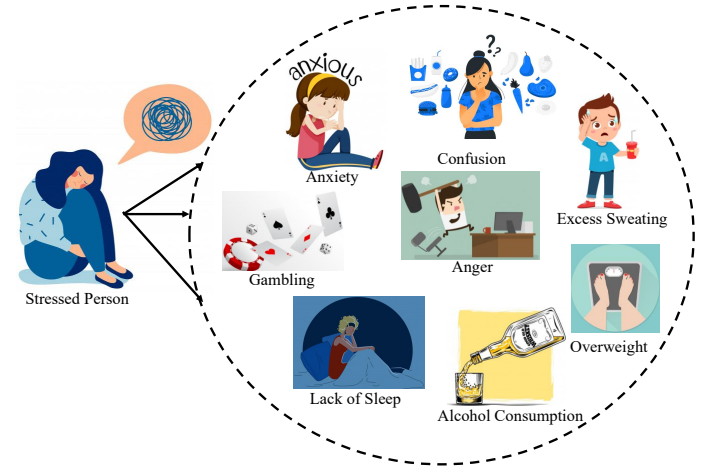 anxious
??
Anxiety
Confusion
A
Excess Sweating
Gambling
Anger
Stressed Person
Overweight
Lack of Sleep
Alcohol Consumption